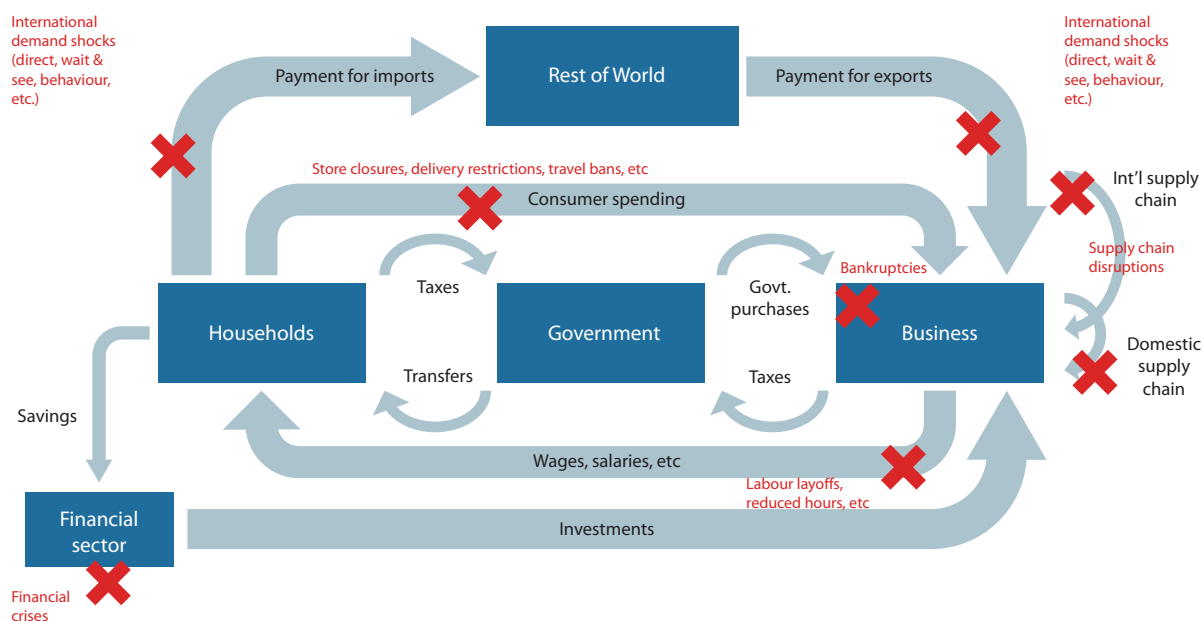 International
demand shocks
(direct, wait &
see, behaviour,
etc.)
Payment for imports
Rest of World
Payment for exports
International
demand shocks
(direct, wait &
see, behaviour,
etc.)
Store closures, delivery restrictions, travel bans, etc
Consumer spending
Int’l supply
chain
Supply chain
disruptions
Taxes
Govt.
purchases
Bankruptcies
Households
Government
Business
Domestic
supply
chain
Transfers
Taxes
Savings
Wages, salaries, etc
Labour layoffs,
reduced hours, etc
Financial
sector
Investments
Financial
crises